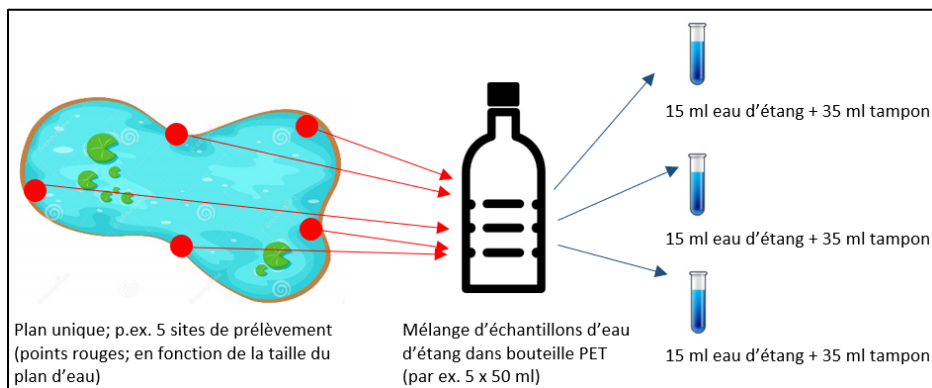 15 ml eau d’étang + 35 ml tampon
15 ml eau d’étang + 35 ml tampon
15 ml eau d’étang + 35 ml tampon
Plan unique; p.ex. 5 sites de prélèvement
(points rouges; en fonction de la taille du
plan d’eau)
Mélange d’échantillons d’eau
d’étang dans bouteille PET
(par ex. 5 x 50 ml)